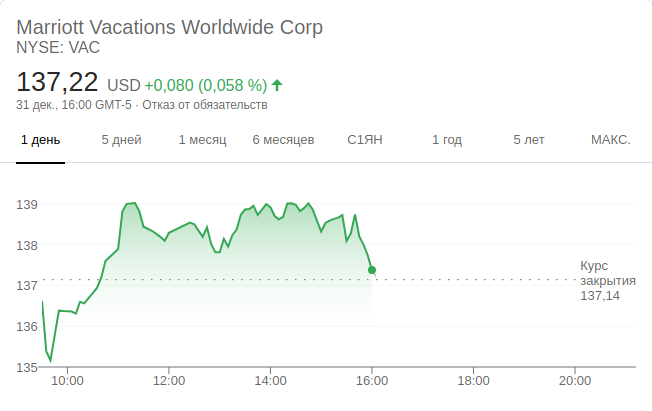 Marriott Vacations Worldwide Corp
NYSE: VAC
137,22 USD +0,080 (0,058 %)
31 дек., 16:00 GMT-5 · Отказ от обязательств
1 день 5 дней 1 месяц 6 месяцев С1ЯН 1 год 5 лет МАКС.
139
138
Курс
закрытия
137,14
137
136
135
10:00 12:00 14:00 16:00 18:00 20:00